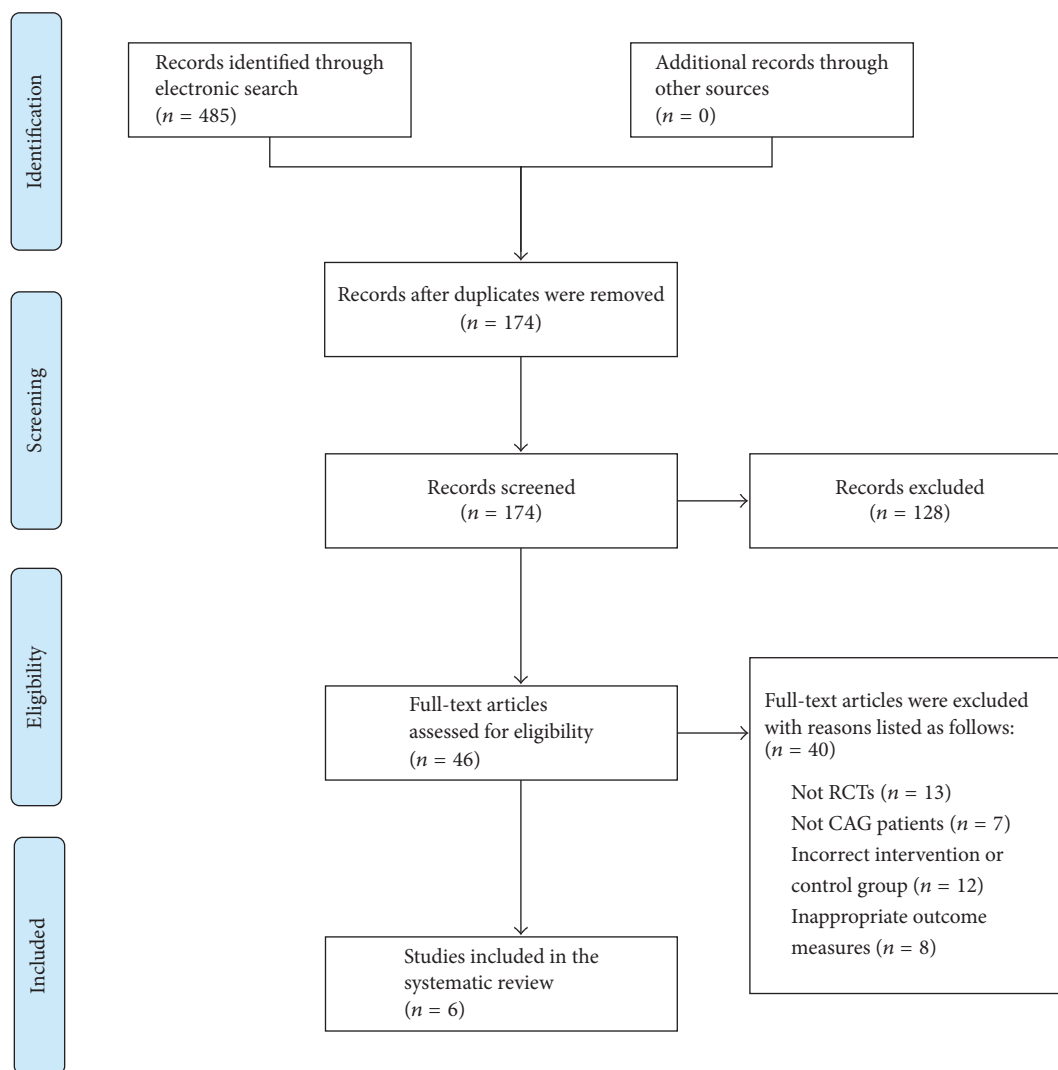 Identification
Records identified through
electronic search
(n = 485)
Additional records through
other sources
(n = 0)
Records after duplicates were removed
(n = 174)
Screening
Records screened
(n = 174)
Records excluded
(n = 128)
Eligibility
Full-text articles
assessed for eligibility
(n = 46)
Full-text articles were excluded
with reasons listed as follows:
(n = 40)
Not RCTs (n = 13)
Not CAG patients (n = 7)
Incorrect intervention or
control group (n = 12)
Inappropriate outcome
measures (n = 8)
Included
Studies included in the
systematic review
(n = 6)